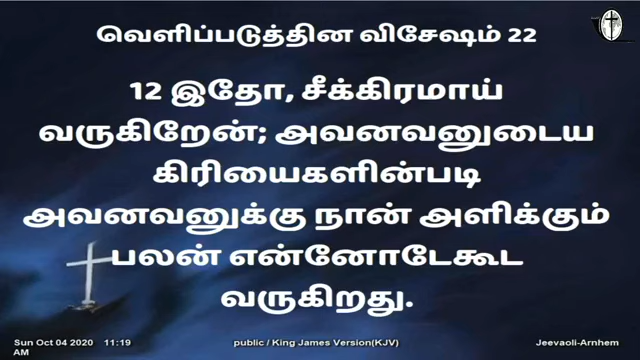 வெளிப்படுத்தின விசேஷம் 22
12 இதோ, சீக்கிரமாய்
வருகிறேன்; அவனவனுடைய
கிரியைகளின்படி
அவனவனுக்கு நான் அளிக்கும்
பலன் என்னோடேகூட
வருகிறது.
Sun Oct 04 2020 11:19
AM
public / King James Version(KJV)
Jeevaoli-Arnhem